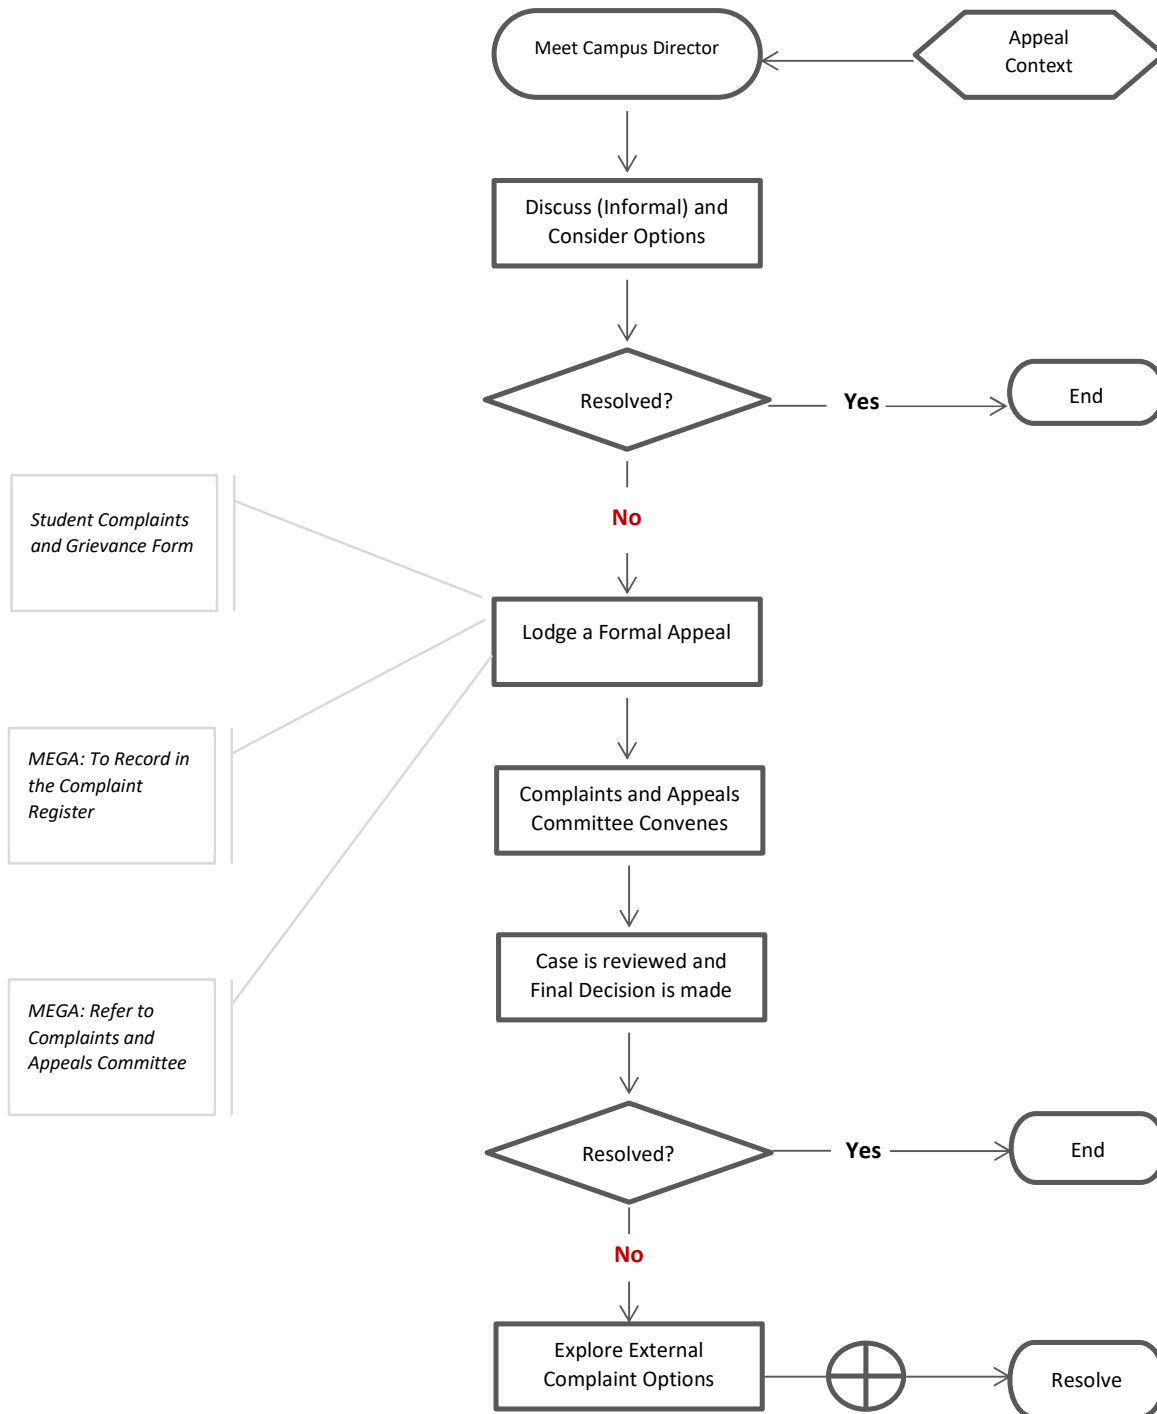 Meet Campus Director
Appeal
Context
Discuss (Informal) and
Consider Options
Resolved?
Yes
End
No
Student Complaints
and Grievance Form
Lodge a Formal Appeal
MEGA: To Record in
the Complaint
Register
Complaints and Appeals
Committee Convenes
Case is reviewed and
Final Decision is made
MEGA: Refer to
Complaints and
Appeals Committee
Resolved?
Yes
End
No
Explore External
Complaint Options
Resolve